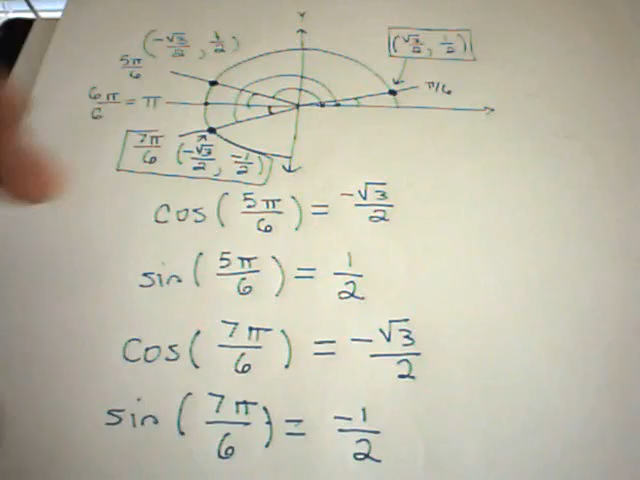 Y
(-√3/2, 1/2)
(√3/2, 1/2)
5π/6
π/6
6π/6 = π
7π/6 (-√3/2, -1/2)
cos(5π/6) = -√3/2
sin(5π/6) = 1/2
cos(7π/6) = -√3/2
sin(7π/6) = -1/2